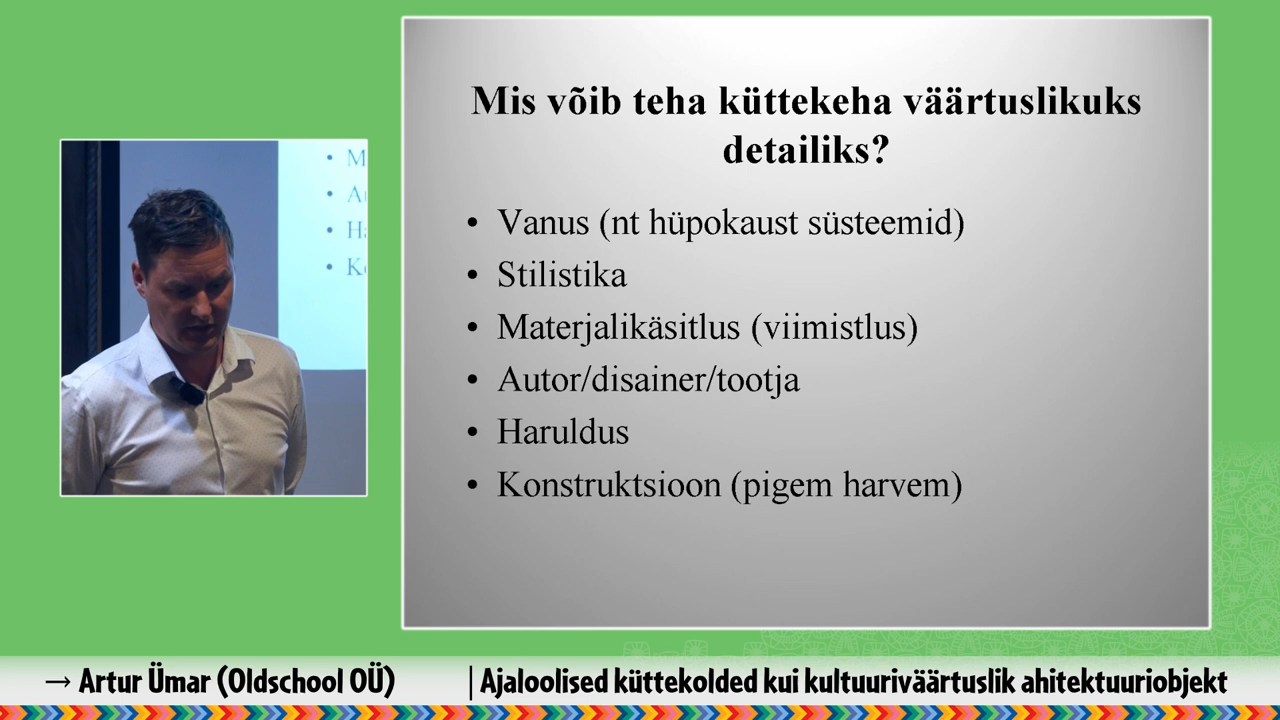 Mis võib teha küttekeha väärtuslikuks
detailiks?
• Vanus (nt hüpokaust süsteemid)
• Stilistika
• Materjalikäsitlus (viimistlus)
• Autor/disainer/tootja
• Haruldus
• Konstruktsioon (pigem harvem)
• M
• A
• Ha
• K
→ Artur Ümar (Oldschool OÜ) | Ajaloolised küttekolded kui kultuuriväärtuslik ahitektuuriobjekt